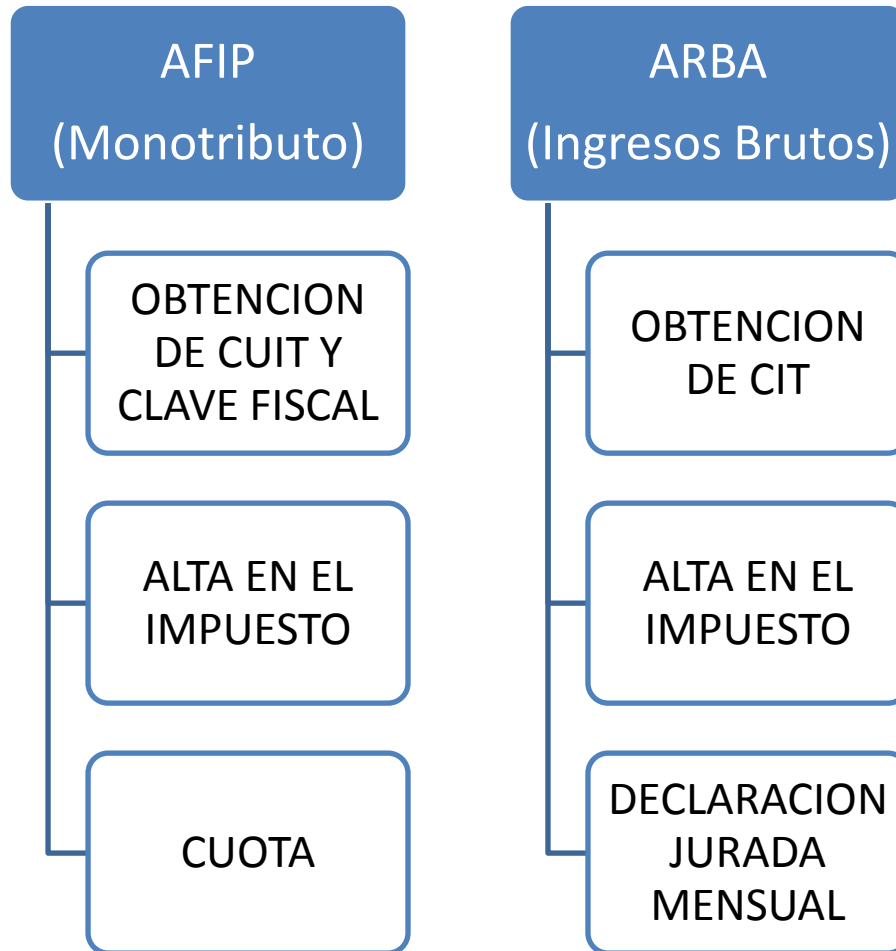 AFIP
(Monotributo)
OBTENCION
DE CUIT Y
CLAVE FISCAL
ALTA EN EL
IMPUESTO
CUOTA
ARBA
(Ingresos Brutos)
OBTENCION
DE CIT
ALTA EN EL
IMPUESTO
DECLARACION
JURADA
MENSUAL